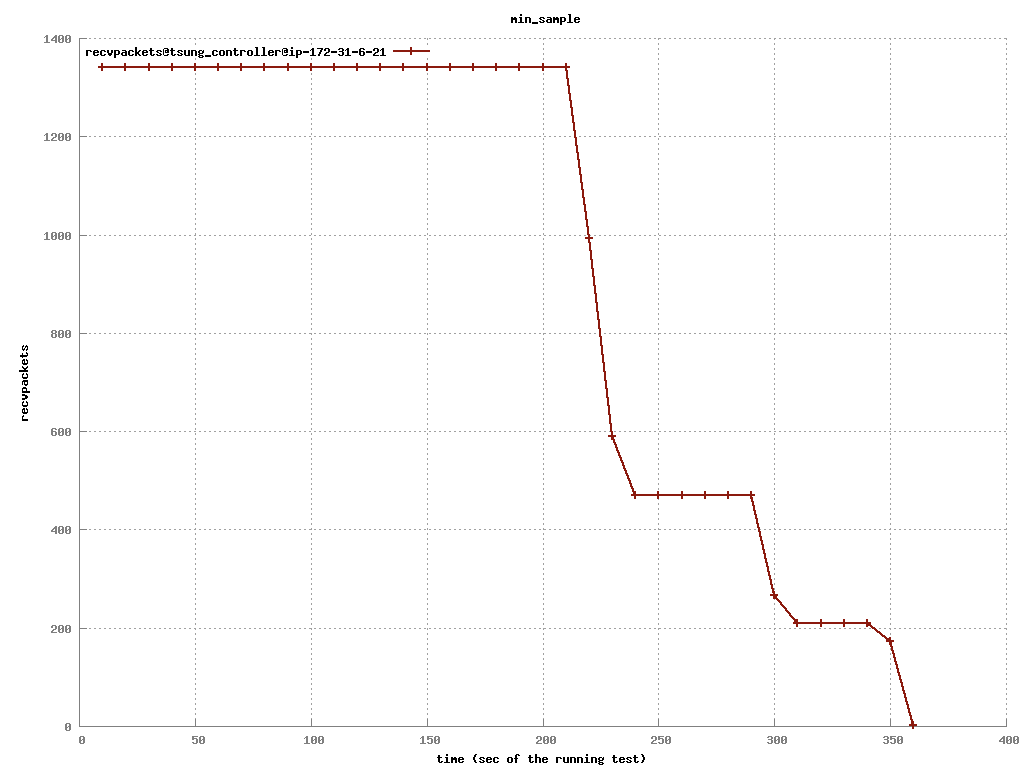 min_sample
recvpackets@tsung_controller@ip-172-31-6-21
1400
1200
1000
800
600
400
200
0
recvpackets
0 50 100 150 200 250 300 350 400
time (sec of the running test)